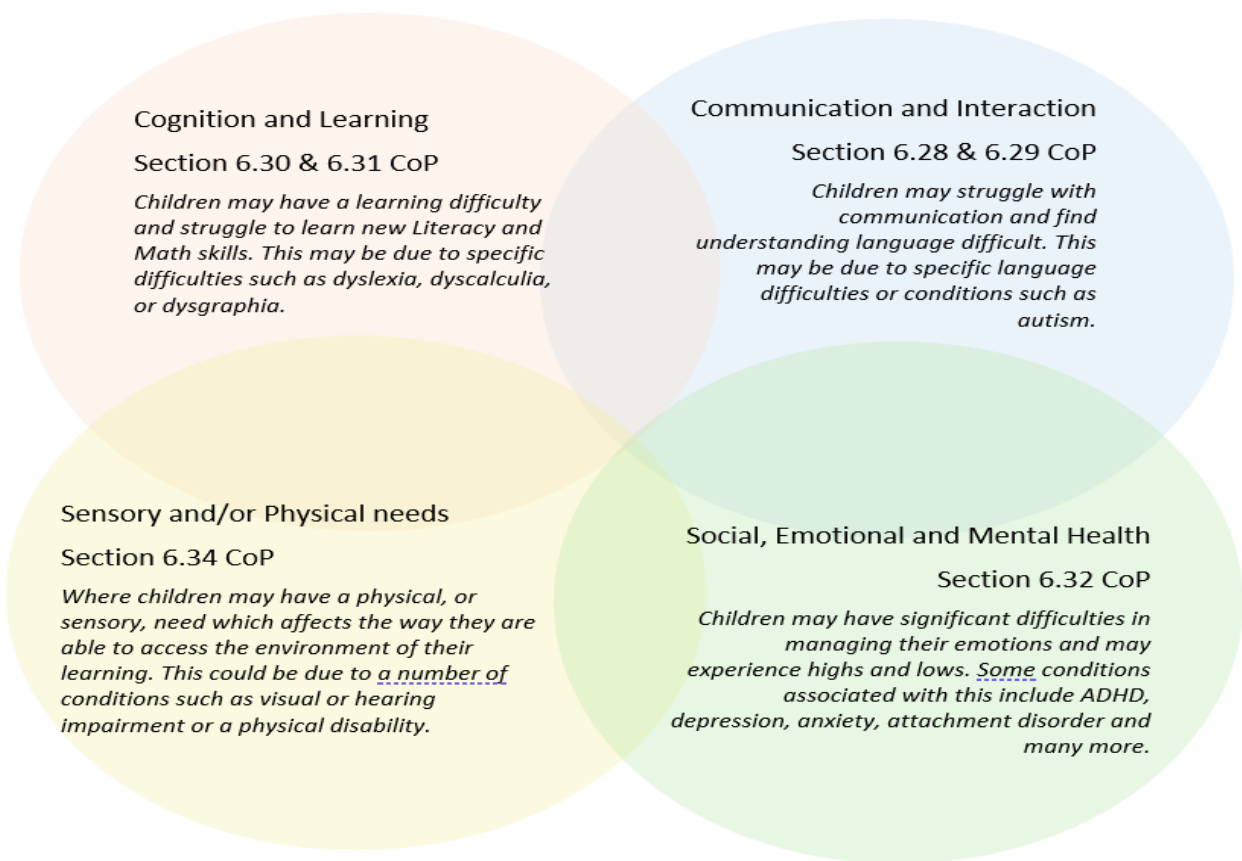 Cognition and Learning
Section 6.30 & 6.31 CoP
Children may have a learning difficulty
and struggle to learn new Literacy and
Math skills. This may be due to specific
difficulties such as dyslexia, dyscalculia,
or dysgraphia.
Communication and Interaction
Section 6.28 & 6.29 CoP
Children may struggle with
communication and find
understanding language difficult. This
may be due to specific language
difficulties or conditions such as
autism.
Sensory and/or Physical needs
Section 6.34 CoP
Where children may have a physical, or
sensory, need which affects the way they are
able to access the environment of their
learning. This could be due to a number of
conditions such as visual or hearing
impairment or a physical disability.
Social, Emotional and Mental Health
Section 6.32 CoP
Children may have significant difficulties in
managing their emotions and may
experience highs and lows. Some conditions
associated with this include ADHD,
depression, anxiety, attachment disorder and
many more.